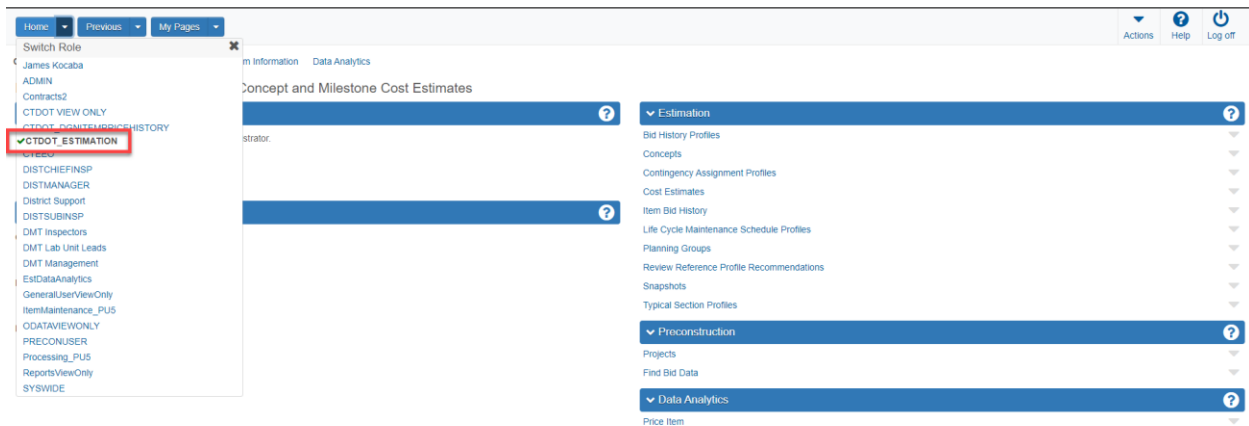 Home Previous My Pages
Actions Help Log off
Switch Role
James Kocaba
m Information Data Analytics
ADMIN
Concept and Milestone Cost Estimates
Contracts2
CTDOT VIEW ONLY
CTDOT_DGNITEMPRICEHISTORY
strator.
CTDOT_ESTIMATION
CTEEO
DISTCHIEFINSP
DISTMANAGER
District Support
DISTSUBINSP
DMT Inspectors
DMT Lab Unit Leads
DMT Management
EstDataAnalytics
GeneralUserViewOnly
ItemMaintenance_PU5
ODATAVIEWONLY
PRECONUSER
Processing_PU5
ReportsViewOnly
SYSWIDE
Estimation
Bid History Profiles
Concepts
Contingency Assignment Profiles
Cost Estimates
Item Bid History
Life Cycle Maintenance Schedule Profiles
Planning Groups
Review Reference Profile Recommendations
Snapshots
Typical Section Profiles
Preconstruction
Projects
Find Bid Data
Data Analytics
Price Item